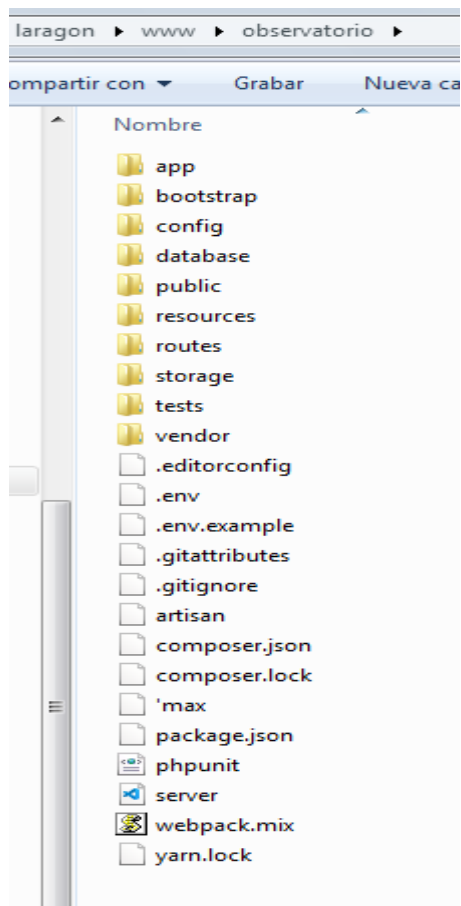 laragon www observatorio
ompartir con Grabar Nueva ca
Nombre
app
bootstrap
config
database
public
resources
routes
storage
tests
vendor
.editorconfig
.env
.env.example
.gitattributes
.gitignore
artisan
composer.json
composer.lock
'max
package.json
phpunit
server
webpack.mix
yarn.lock